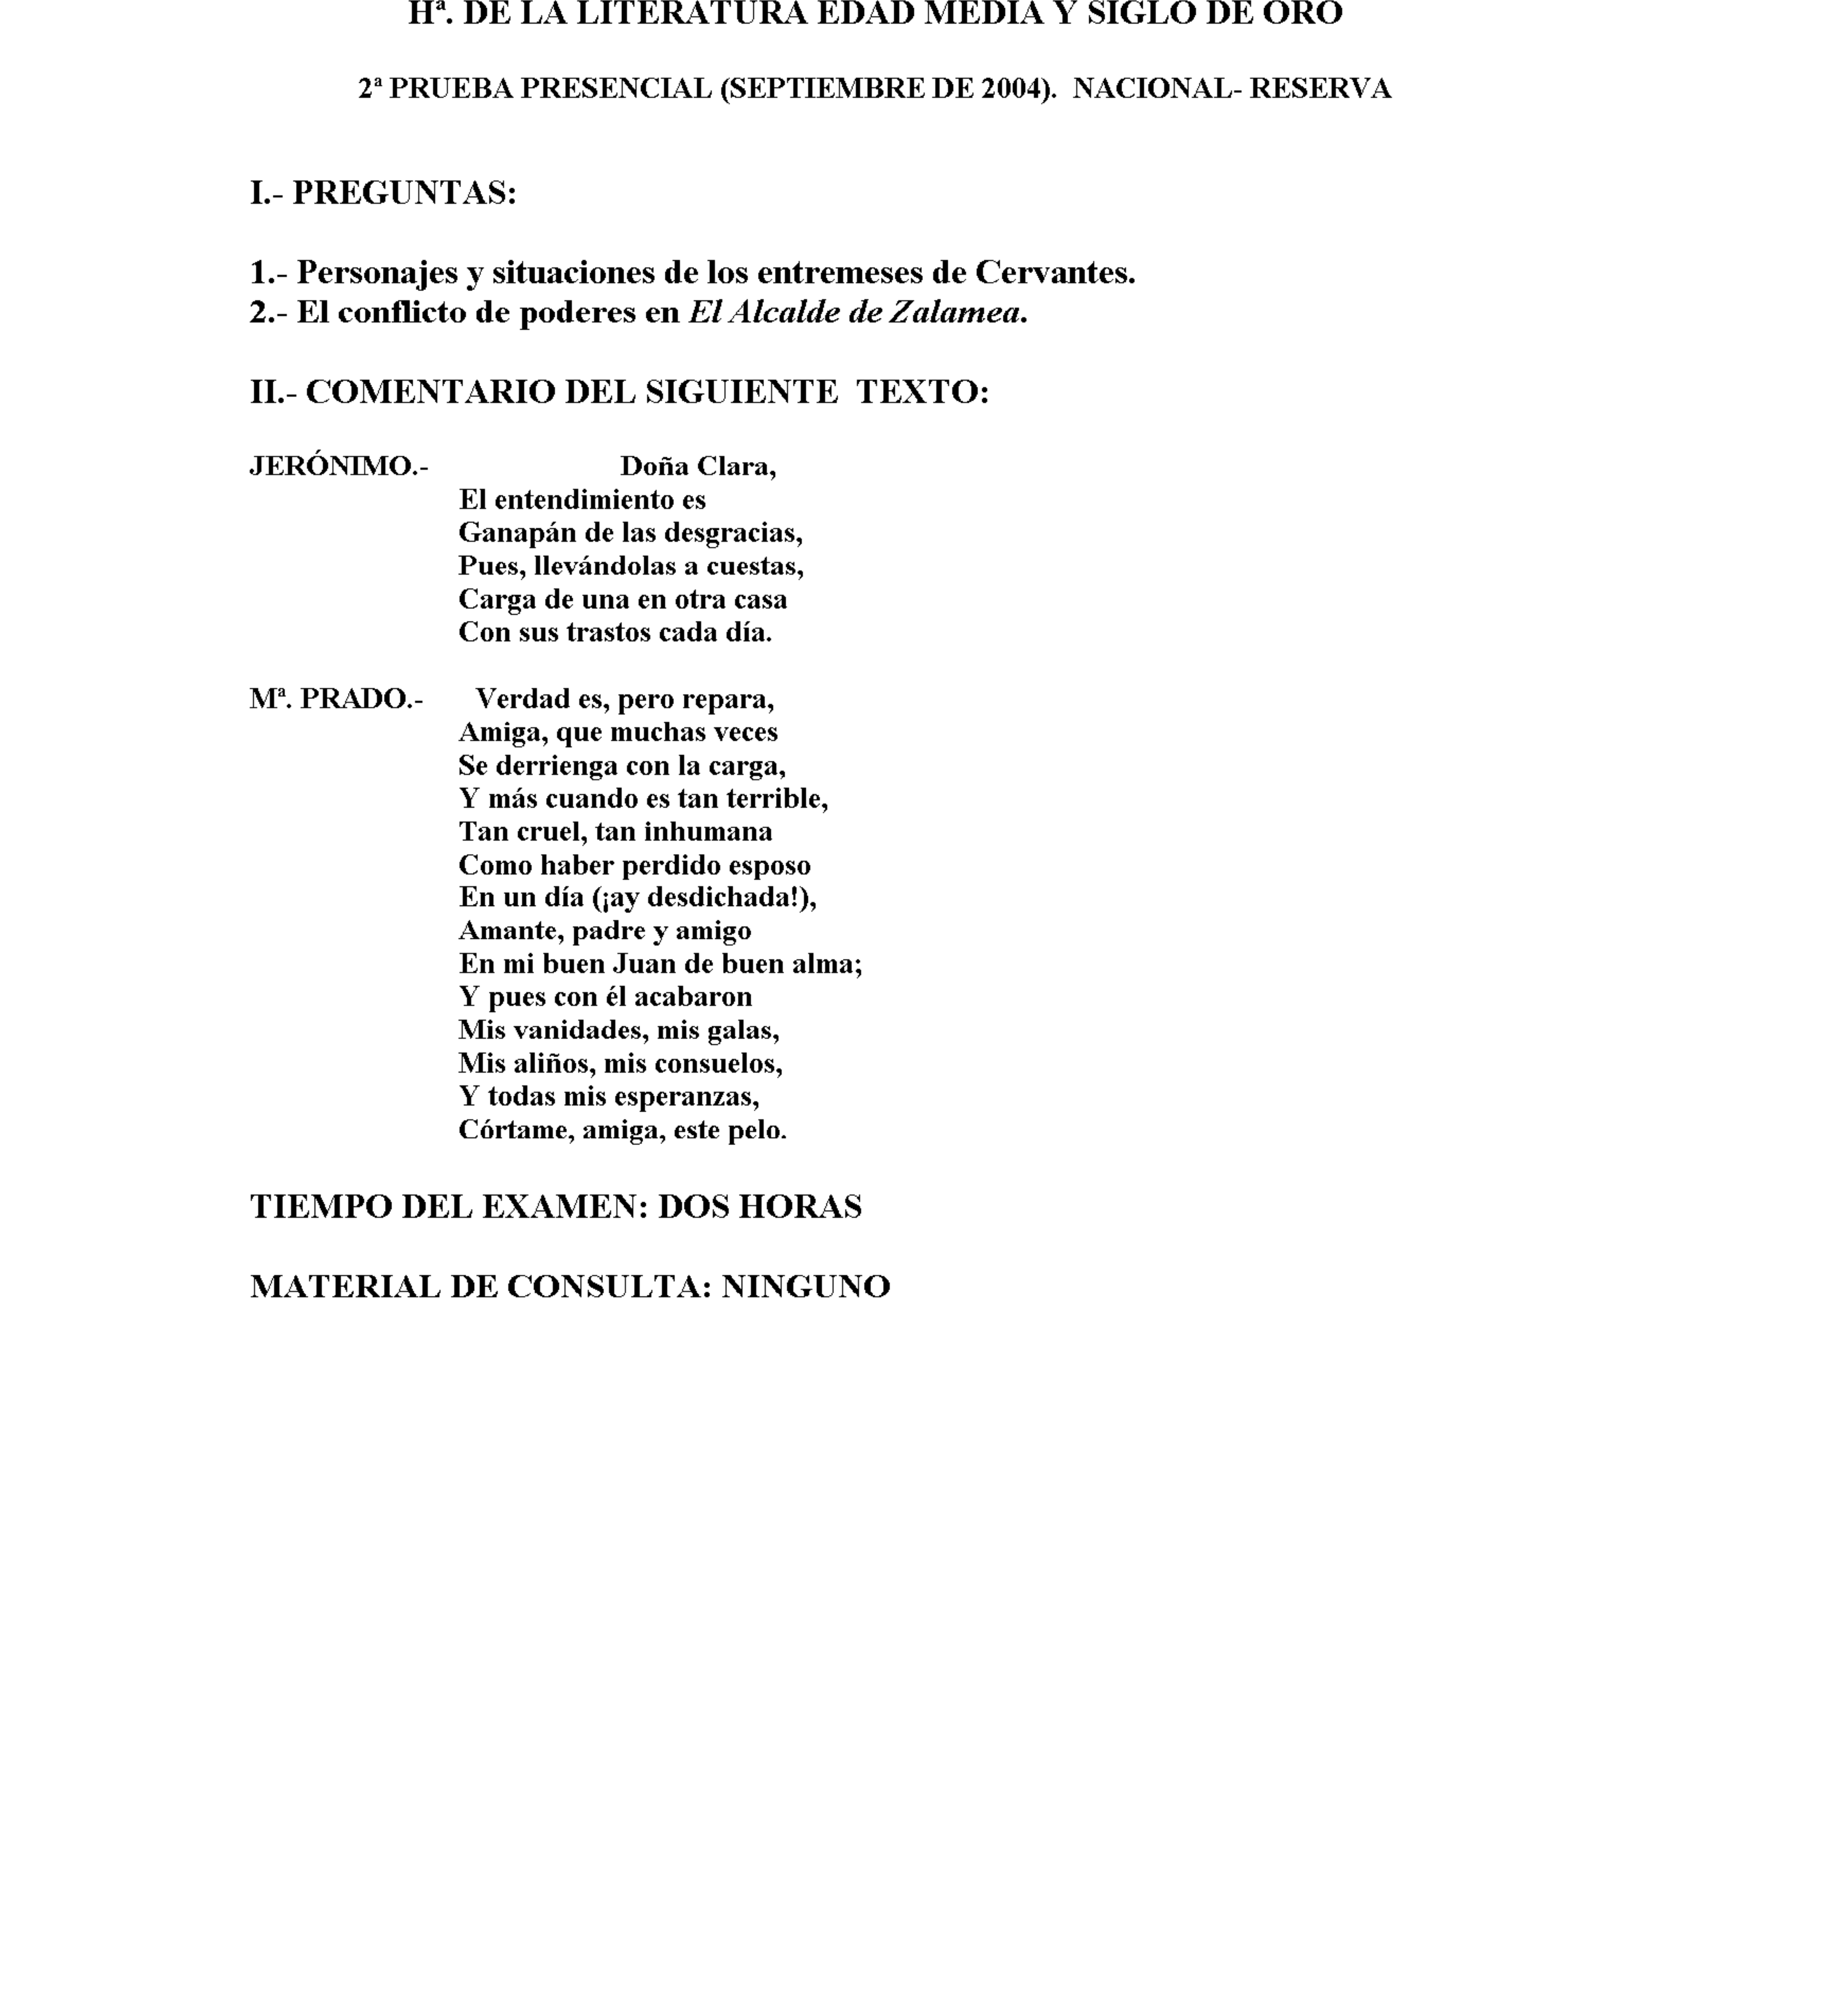 Hª. DE LA LITERATURA EDAD MEDIA Y SIGLO DE ORO
2ª PRUEBA PRESENCIAL (SEPTIEMBRE DE 2004). NACIONAL- RESERVA
I.- PREGUNTAS:
1.- Personajes y situaciones de los entremeses de Cervantes.
2.- El conflicto de poderes en El Alcalde de Zalamea.
II.- COMENTARIO DEL SIGUIENTE TEXTO:
JERÓNIMO.- Doña Clara,
El entendimiento es
Ganapán de las desgracias,
Pues, llevándolas a cuestas,
Carga de una en otra casa
Con sus trastos cada día.
Mª. PRADO.- Verdad es, pero repara,
Amiga, que muchas veces
Se derrienga con la carga,
Y más cuando es tan terrible,
Tan cruel, tan inhumana
Como haber perdido esposo
En un día (¡ay desdichada!),
Amante, padre y amigo
En mi buen Juan de buen alma;
Y pues con él acabaron
Mis vanidades, mis galas,
Mis aliños, mis consuelos,
Y todas mis esperanzas,
Córtame, amiga, este pelo.
TIEMPO DEL EXAMEN: DOS HORAS
MATERIAL DE CONSULTA: NINGUNO